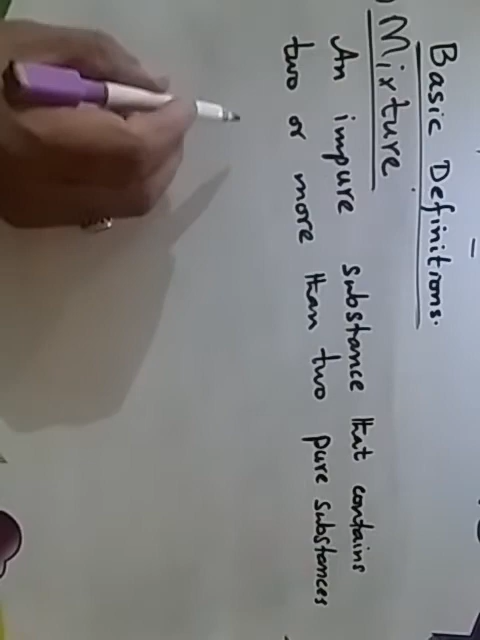 Basic Definitions.
) Mixture
An impure substance that contains
two or more than two pure substances